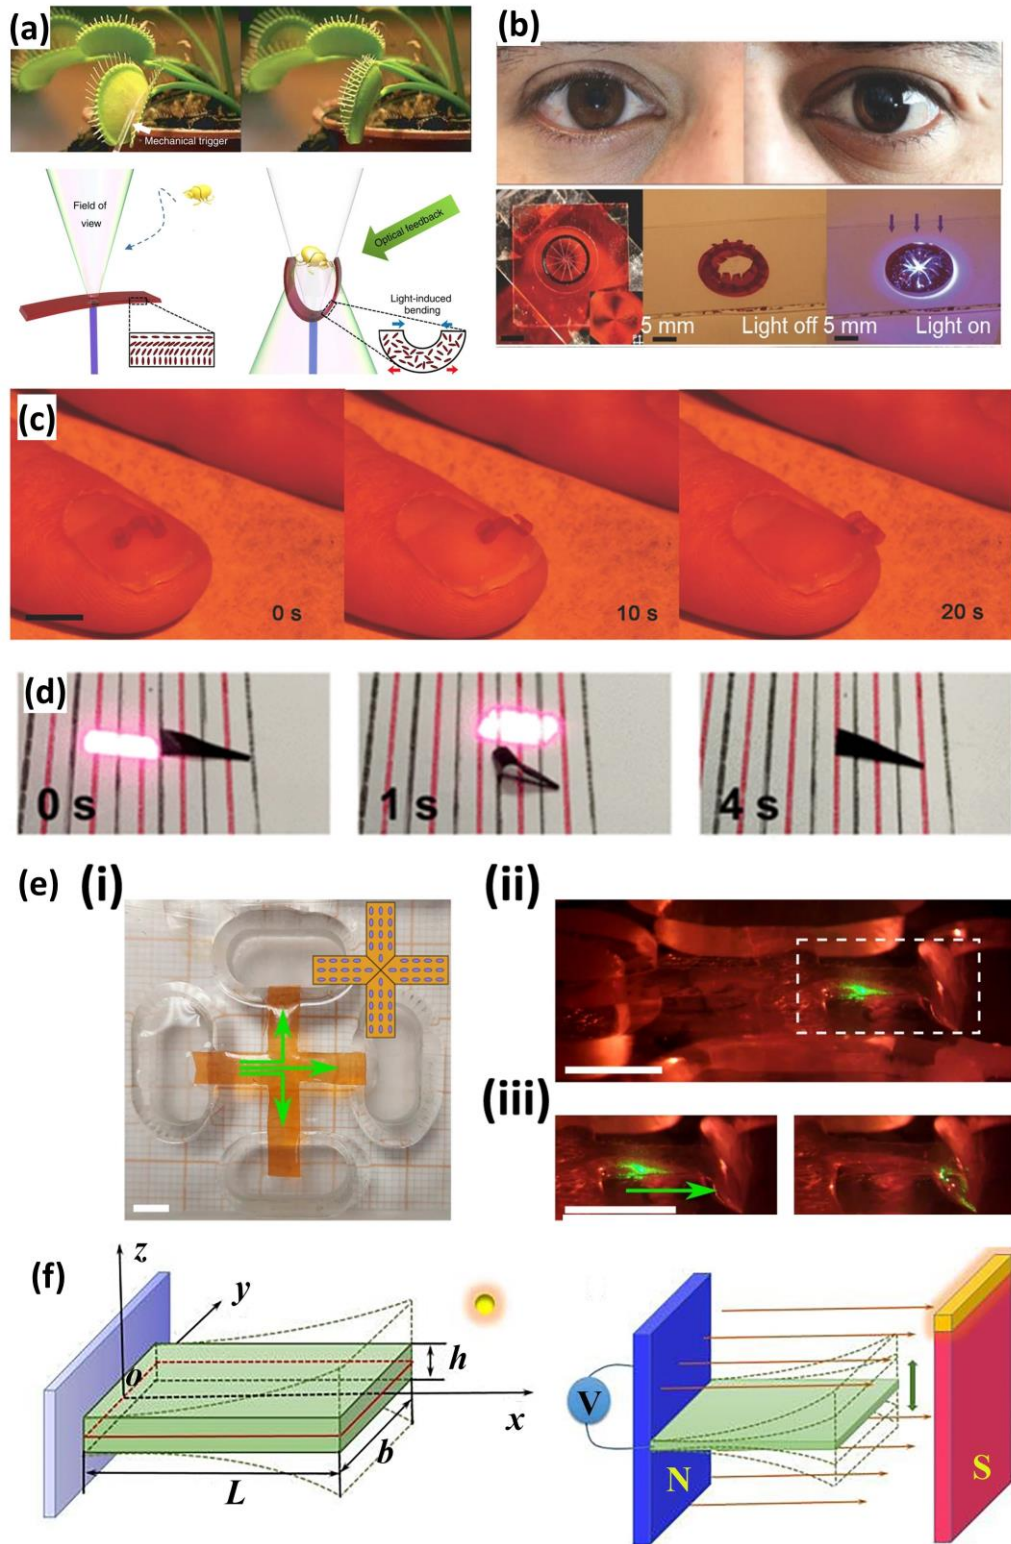 (a)
Mechanical trigger
Field of
view
Optical feedback
Light-induced
bending
(b)
5 mm
Light off
5 mm
Light on
(c)
0 s
10 s
20 s
(d)
0 s
1 s
4 s
(e)
(i)
(ii)
(iii)
(f)
z
y
o
h
x
b
L
V
N
S